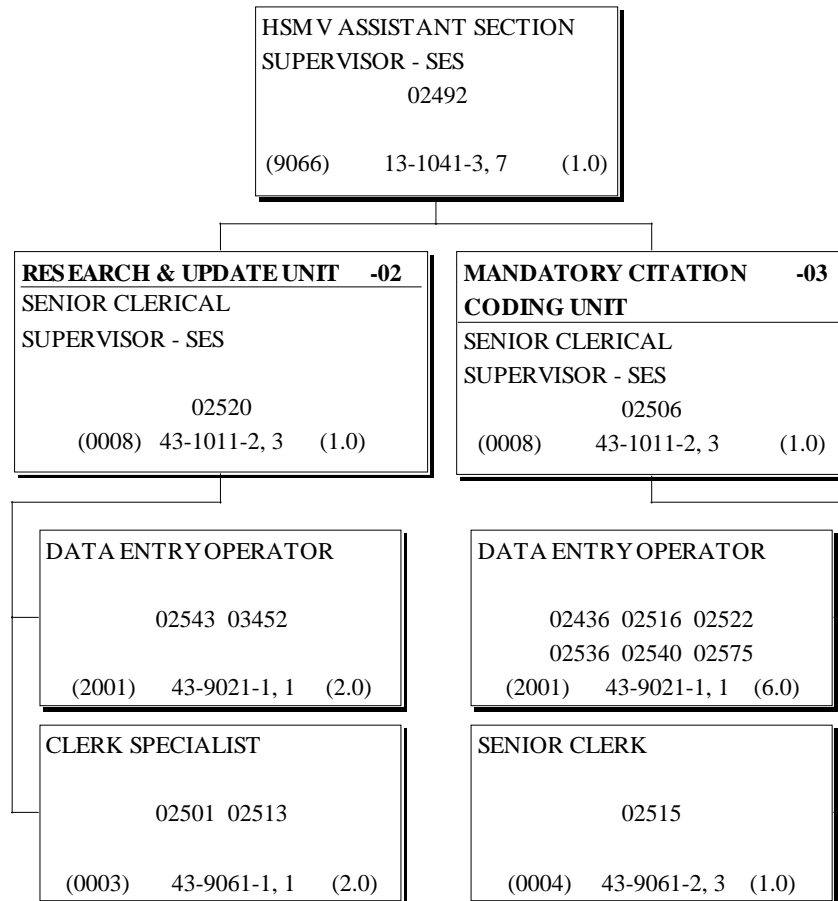 HSMV ASSISTANT SECTION
SUPERVISOR - SES
02492
(9066) 13-1041-3, 7 (1.0)
RESEARCH & UPDATE UNIT -02
SENIOR CLERICAL
SUPERVISOR - SES
02520
(0008) 43-1011-2, 3 (1.0)
MANDATORY CITATION -03
CODING UNIT
SENIOR CLERICAL
SUPERVISOR - SES
02506
(0008) 43-1011-2, 3 (1.0)
DATA ENTRY OPERATOR
02543 03452
(2001) 43-9021-1, 1 (2.0)
DATA ENTRY OPERATOR
02436 02516 02522
02536 02540 02575
(2001) 43-9021-1, 1 (6.0)
CLERK SPECIALIST
02501 02513
(0003) 43-9061-1, 1 (2.0)
SENIOR CLERK
02515
(0004) 43-9061-2, 3 (1.0)